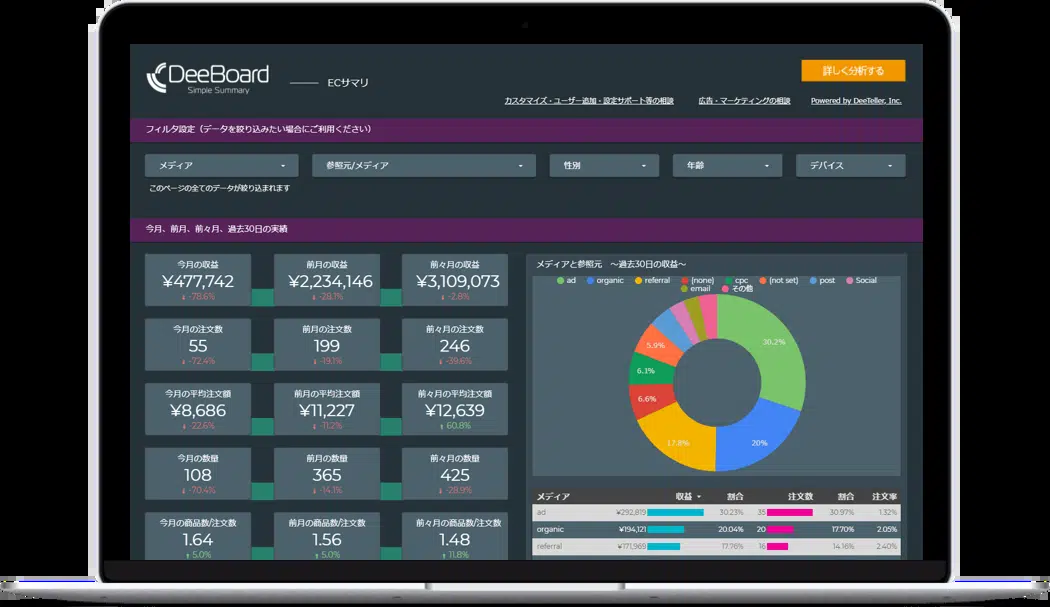 DeeBoard
Simple Summary
ECサマリ
詳しく分析する
カスタマイズ・ユーザー追加・設定サポート等の相談
広告・マーケティングの相談
Powered by DeeTeller, Inc.
フィルタ設定（データを絞り込みたい場合にご利用ください）
メディア
参照元/メディア
性別
年齢
デバイス
このページの全てのデータが絞り込まれます
今月、前月、前々月、過去30日の実績
今月の収益
¥477,742
-78.6%
前月の収益
¥2,234,146
-28.1%
前々月の収益
¥3,109,073
-2.8%
今月の注文数
55
-72.4%
前月の注文数
199
-19.1%
前々月の注文数
246
-39.6%
今月の平均注文額
¥8,686
-22.6%
前月の平均注文額
¥11,227
-11.2%
前々月の平均注文額
¥12,639
60.8%
今月の数量
108
-70.4%
前月の数量
365
-14.1%
前々月の数量
425
-28.9%
今月の商品数/注文数
1.64
5.0%
前月の商品数/注文数
1.56
5.0%
前々月の商品数/注文数
1.48
11.8%
メディアと参照元 ～過去30日の収益～
ad organic referral (none) cpc (not set) post Social
email その他
30.2%
20%
17.8%
6.6%
6.1%
5.9%
メディア 収益 割合 注文数 割合 注文率
ad ¥292,819 30.23% 35 30.97% 1.32%
organic ¥194,121 20.04% 20 17.70% 2.05%
referral ¥171,969 17.76% 16 14.16% 2.40%